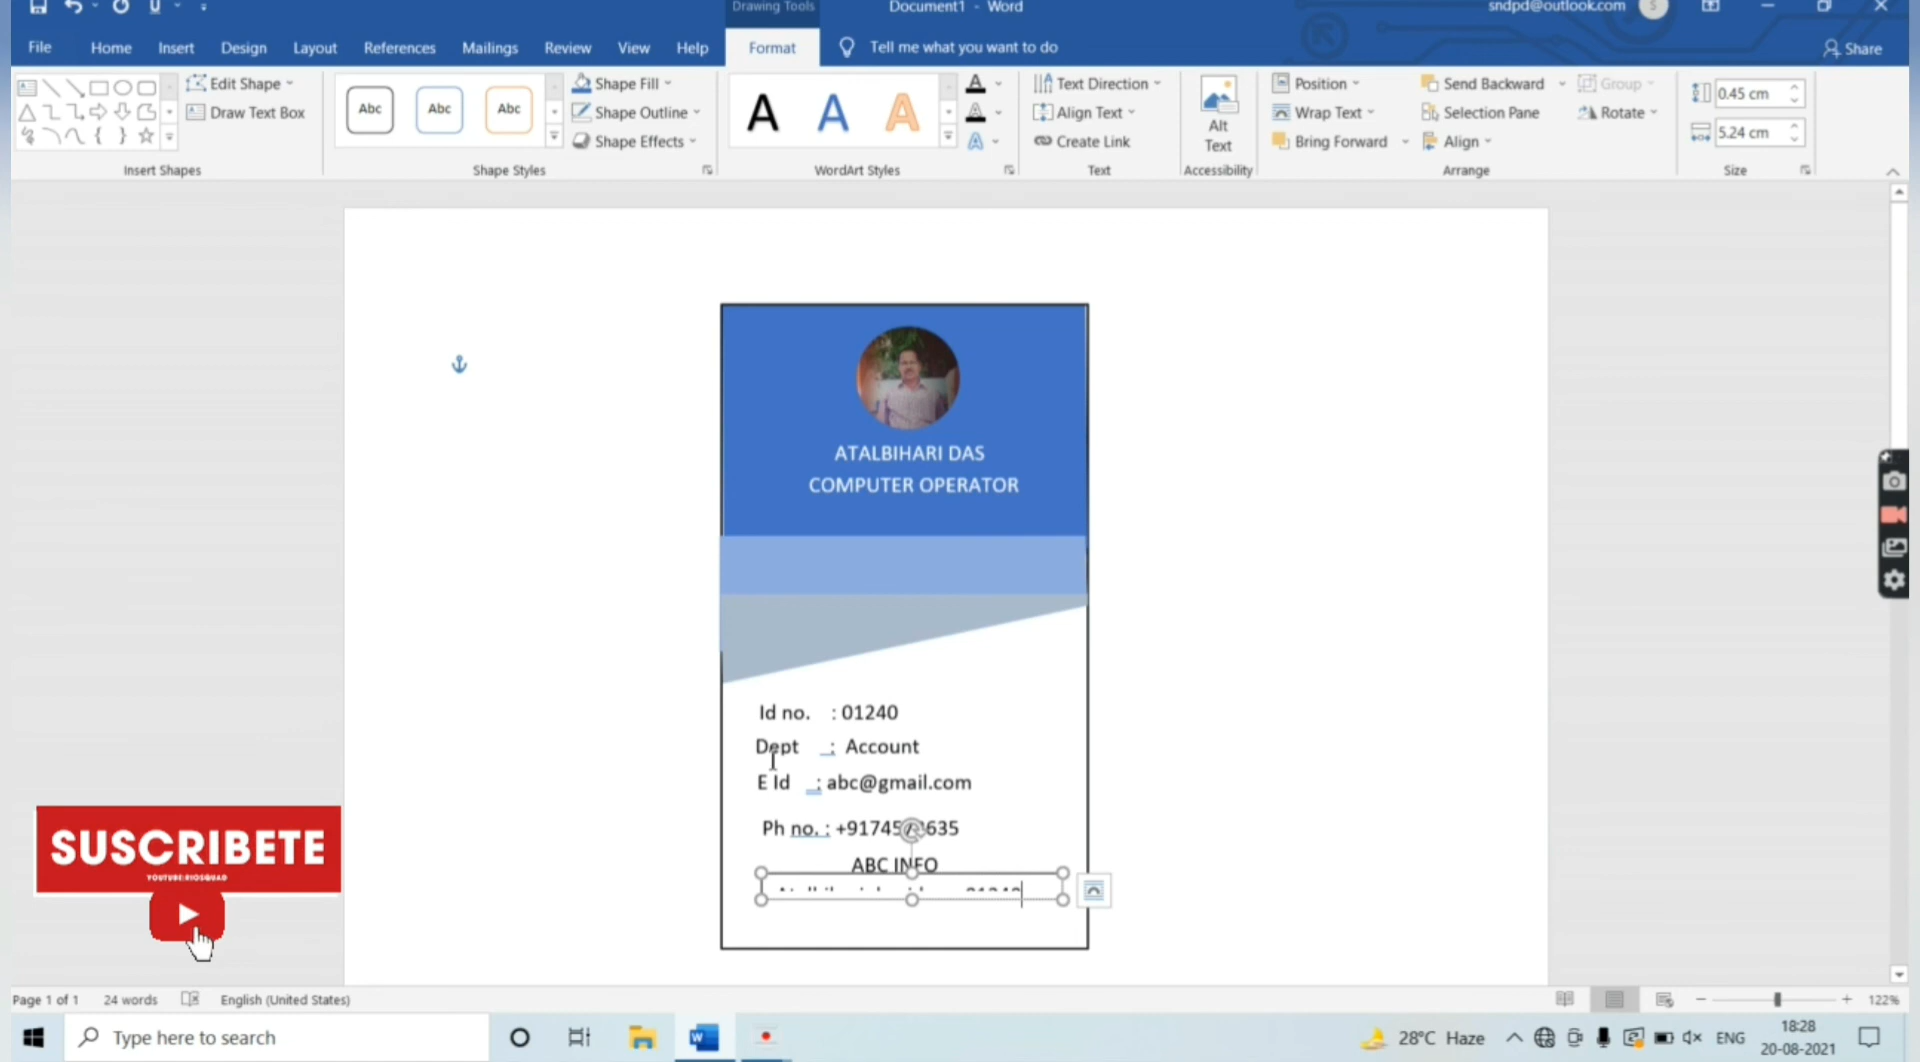 Drawing Tools
Document1 - Word
sndpd@outlook.com
S
File Home Insert Design Layout References Mailings Review View Help Format Tell me what you want to do
Share
Edit Shape
Draw Text Box
Insert Shapes
Abc Abc Abc
Shape Fill
Shape Outline
Shape Effects
Shape Styles
A A A
WordArt Styles
Text Direction
Align Text
Create Link
Text
Alt
Text
Accessibility
Position
Wrap Text
Bring Forward
Send Backward
Selection Pane
Align
Group
Rotate
Arrange
0.45 cm
5.24 cm
Size
ATALBIHARI DAS
COMPUTER OPERATOR
Id no. : 01240
Dept : Account
E Id : abc@gmail.com
Ph no. : +91745 635
ABC INFO
SUSCRIBETE
YOUTUBE:RIOSQUAD
Page 1 of 1 24 words English (United States)
122%
Type here to search
28°C Haze
ENG
18:28
20-08-2021